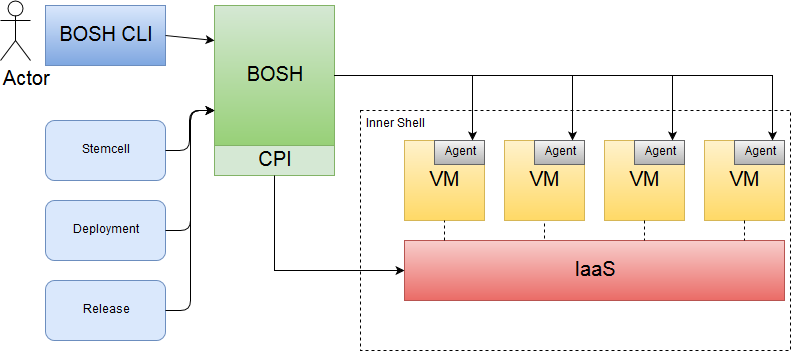 Actor
BOSH CLI
BOSH
CPI
Stemcell
Deployment
Release
Inner Shell
Agent
VM
Agent
VM
Agent
VM
Agent
VM
IaaS